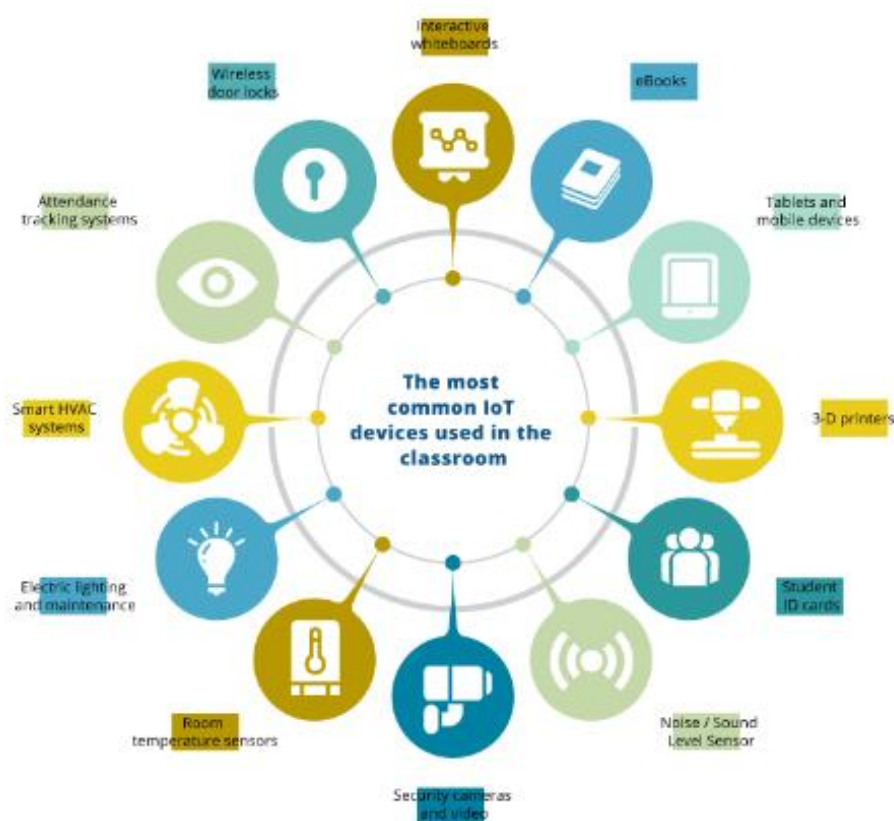 Interactive
whiteboards
eBooks
Tablets and
mobile devices
3-D printers
Student
ID cards
Noise / Sound
Level Sensor
Security cameras
and video
Room
temperature sensors
Electric lighting
and maintenance
Smart HVAC
systems
Attendance
tracking systems
Wireless
door locks
The most
common IoT
devices used in the
classroom